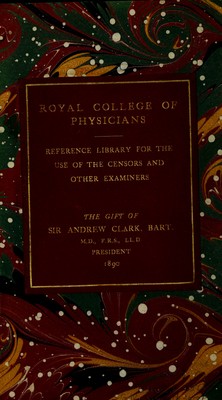 ROYAL COLLEGE OF
PHYSICIANS
REFERENCE LIBRARY FOR THE
USE OF THE CENSORS AND
OTHER EXAMINERS
THE GIFT OF
SIR ANDREW CLARK, BART.
M.D., F.R.S., LL.D.
PRESIDENT
1890